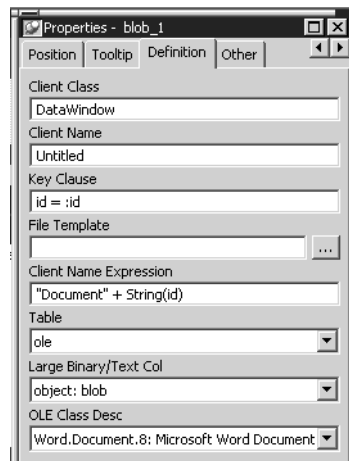 Properties - blob_1
Position Tooltip Definition Other
Client Class
DataWindow
Client Name
Untitled
Key Clause
id = :id
File Template
...
Client Name Expression
"Document" + String(id)
Table
ole
Large Binary/Text Col
object: blob
OLE Class Desc
Word.Document.8: Microsoft Word Document